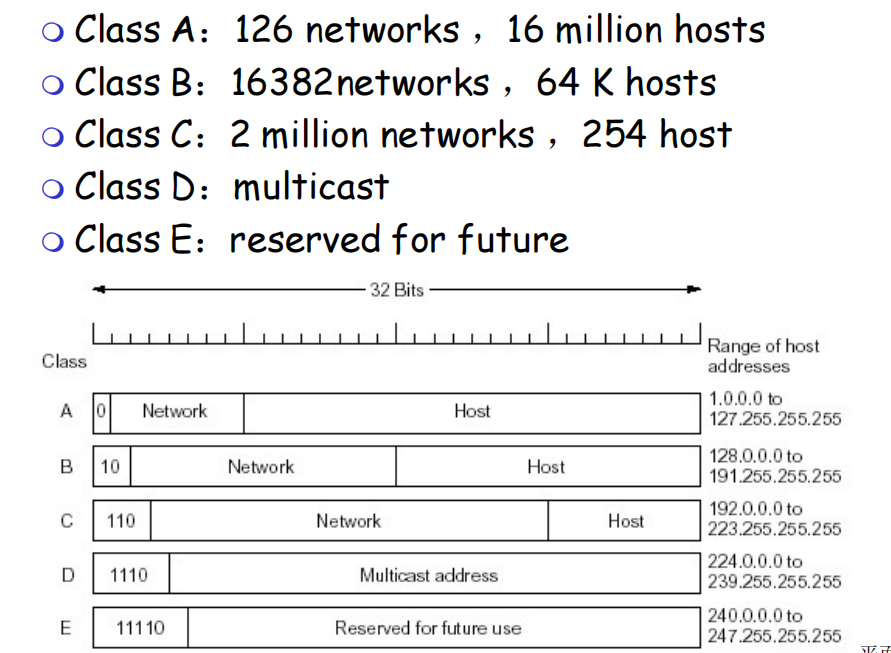 Class A：126 networks ，16 million hosts
Class B：16382networks ，64 K hosts
Class C：2 million networks ，254 host
Class D：multicast
Class E：reserved for future
32 Bits
Class
Range of host
addresses
A 0 Network Host 1.0.0.0 to
127.255.255.255
B 10 Network Host 128.0.0.0 to
191.255.255.255
C 110 Network Host 192.0.0.0 to
223.255.255.255
D 1110 Multicast address 224.0.0.0 to
239.255.255.255
E 11110 Reserved for future use 240.0.0.0 to
247.255.255.255